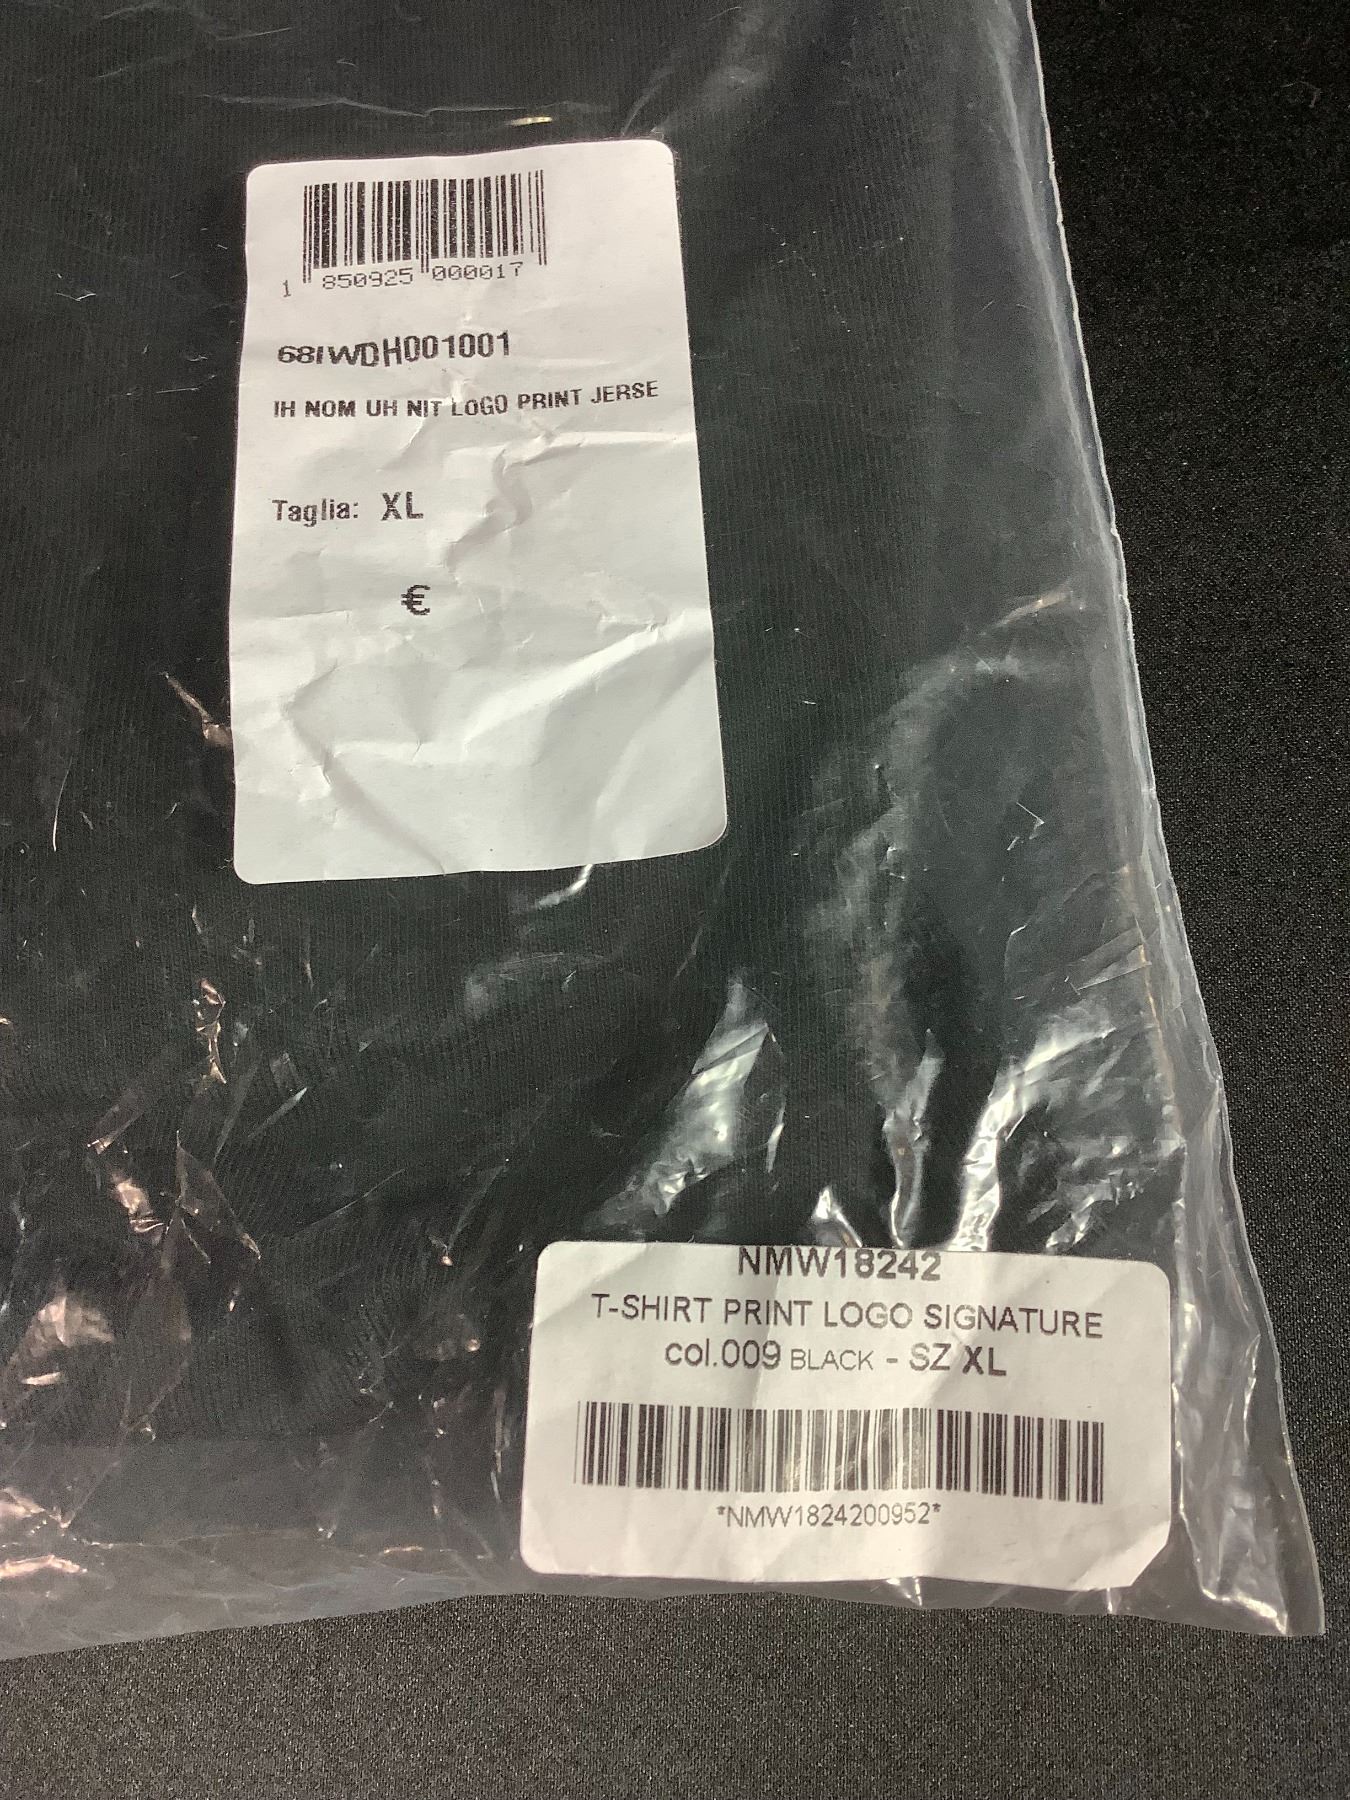 1 850925 000017
681WDH001001
IH NOM UH NIT LOGO PRINT JERSE
Taglia: XL
€
NMW18242
T-SHIRT PRINT LOGO SIGNATURE
col.009 BLACK - SZ XL
*NMW1824200952*